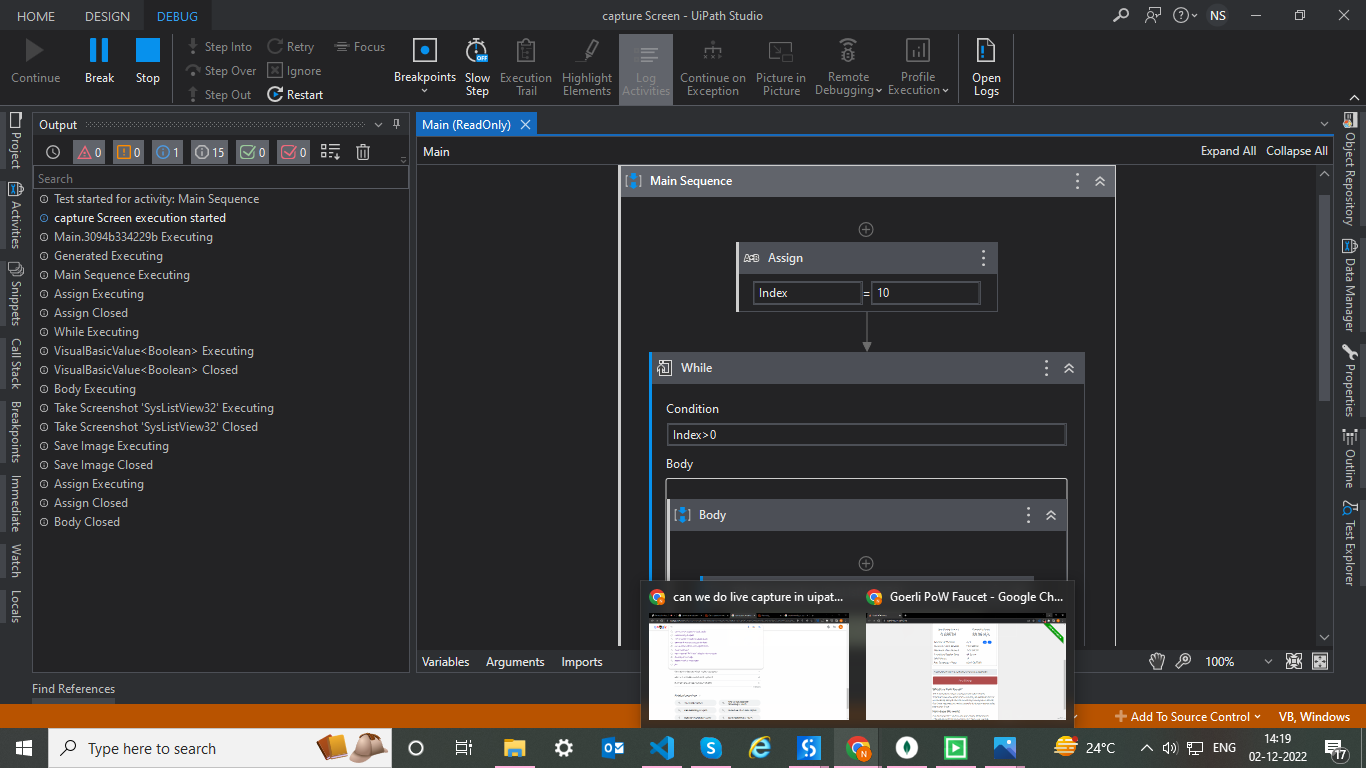 HOME DESIGN DEBUG capture Screen - UiPath Studio NS
Continue Break Stop
Step Into Retry Focus
Step Over Ignore
Step Out Restart
Breakpoints Slow Step Execution Trail Highlight Elements Log Activities Continue on Exception Picture in Picture Remote Debugging Profile Execution Open Logs
OFF
Output
0 0 1 15 0 0
Search
Test started for activity: Main Sequence
capture Screen execution started
Main.3094b334229b Executing
Generated Executing
Main Sequence Executing
Assign Executing
Assign Closed
While Executing
VisualBasicValue<Boolean> Executing
VisualBasicValue<Boolean> Closed
Body Executing
Take Screenshot 'SysListView32' Executing
Take Screenshot 'SysListView32' Closed
Save Image Executing
Save Image Closed
Assign Executing
Assign Closed
Body Closed
Project
Activities
Snippets
Call Stack
Breakpoints
Immediate
Watch
Locals
Main (ReadOnly)
Main Expand All Collapse All
Main Sequence
A+B Assign
Index = 10
While
Condition
Index>0
Body
Body
Object Repository
Data Manager
Properties
Outline
Test Explorer
can we do live capture in uipat... Goerli PoW Faucet - Google Ch...
Variables Arguments Imports 100%
Find References
Add To Source Control VB, Windows
Type here to search 24°C ENG 14:19
02-12-2022
17